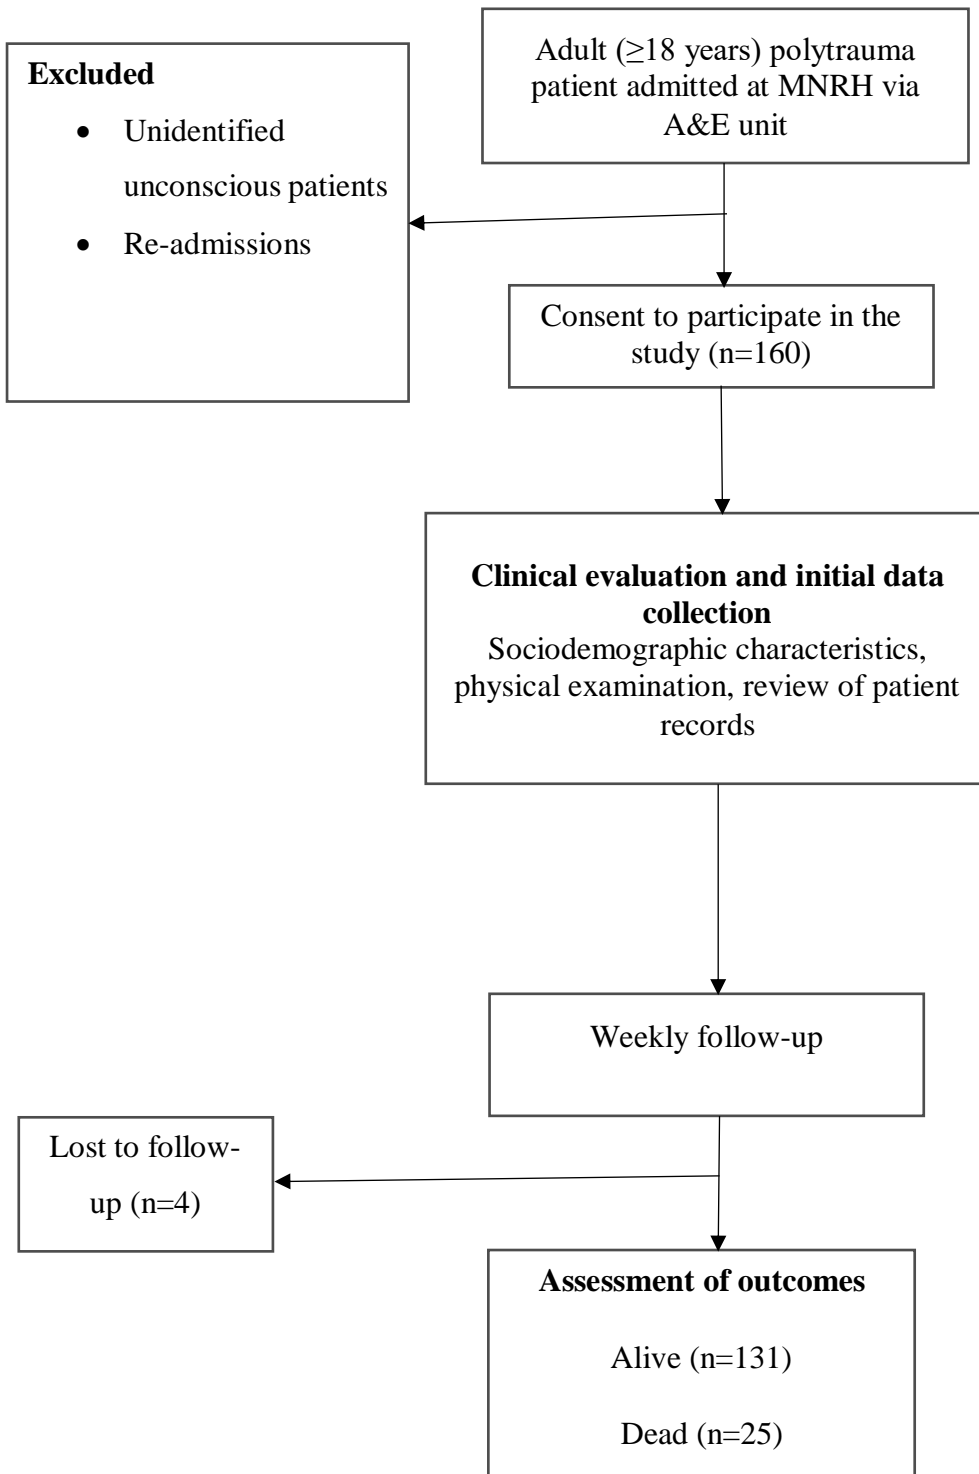 Adult (≥18 years) polytrauma
patient admitted at MNRH via
A&E unit
Excluded
• Unidentified
unconscious patients
• Re-admissions
Consent to participate in the
study (n=160)
Clinical evaluation and initial data
collection
Sociodemographic characteristics,
physical examination, review of patient
records
Weekly follow-up
Lost to follow-
up (n=4)
Assessment of outcomes
Alive (n=131)
Dead (n=25)